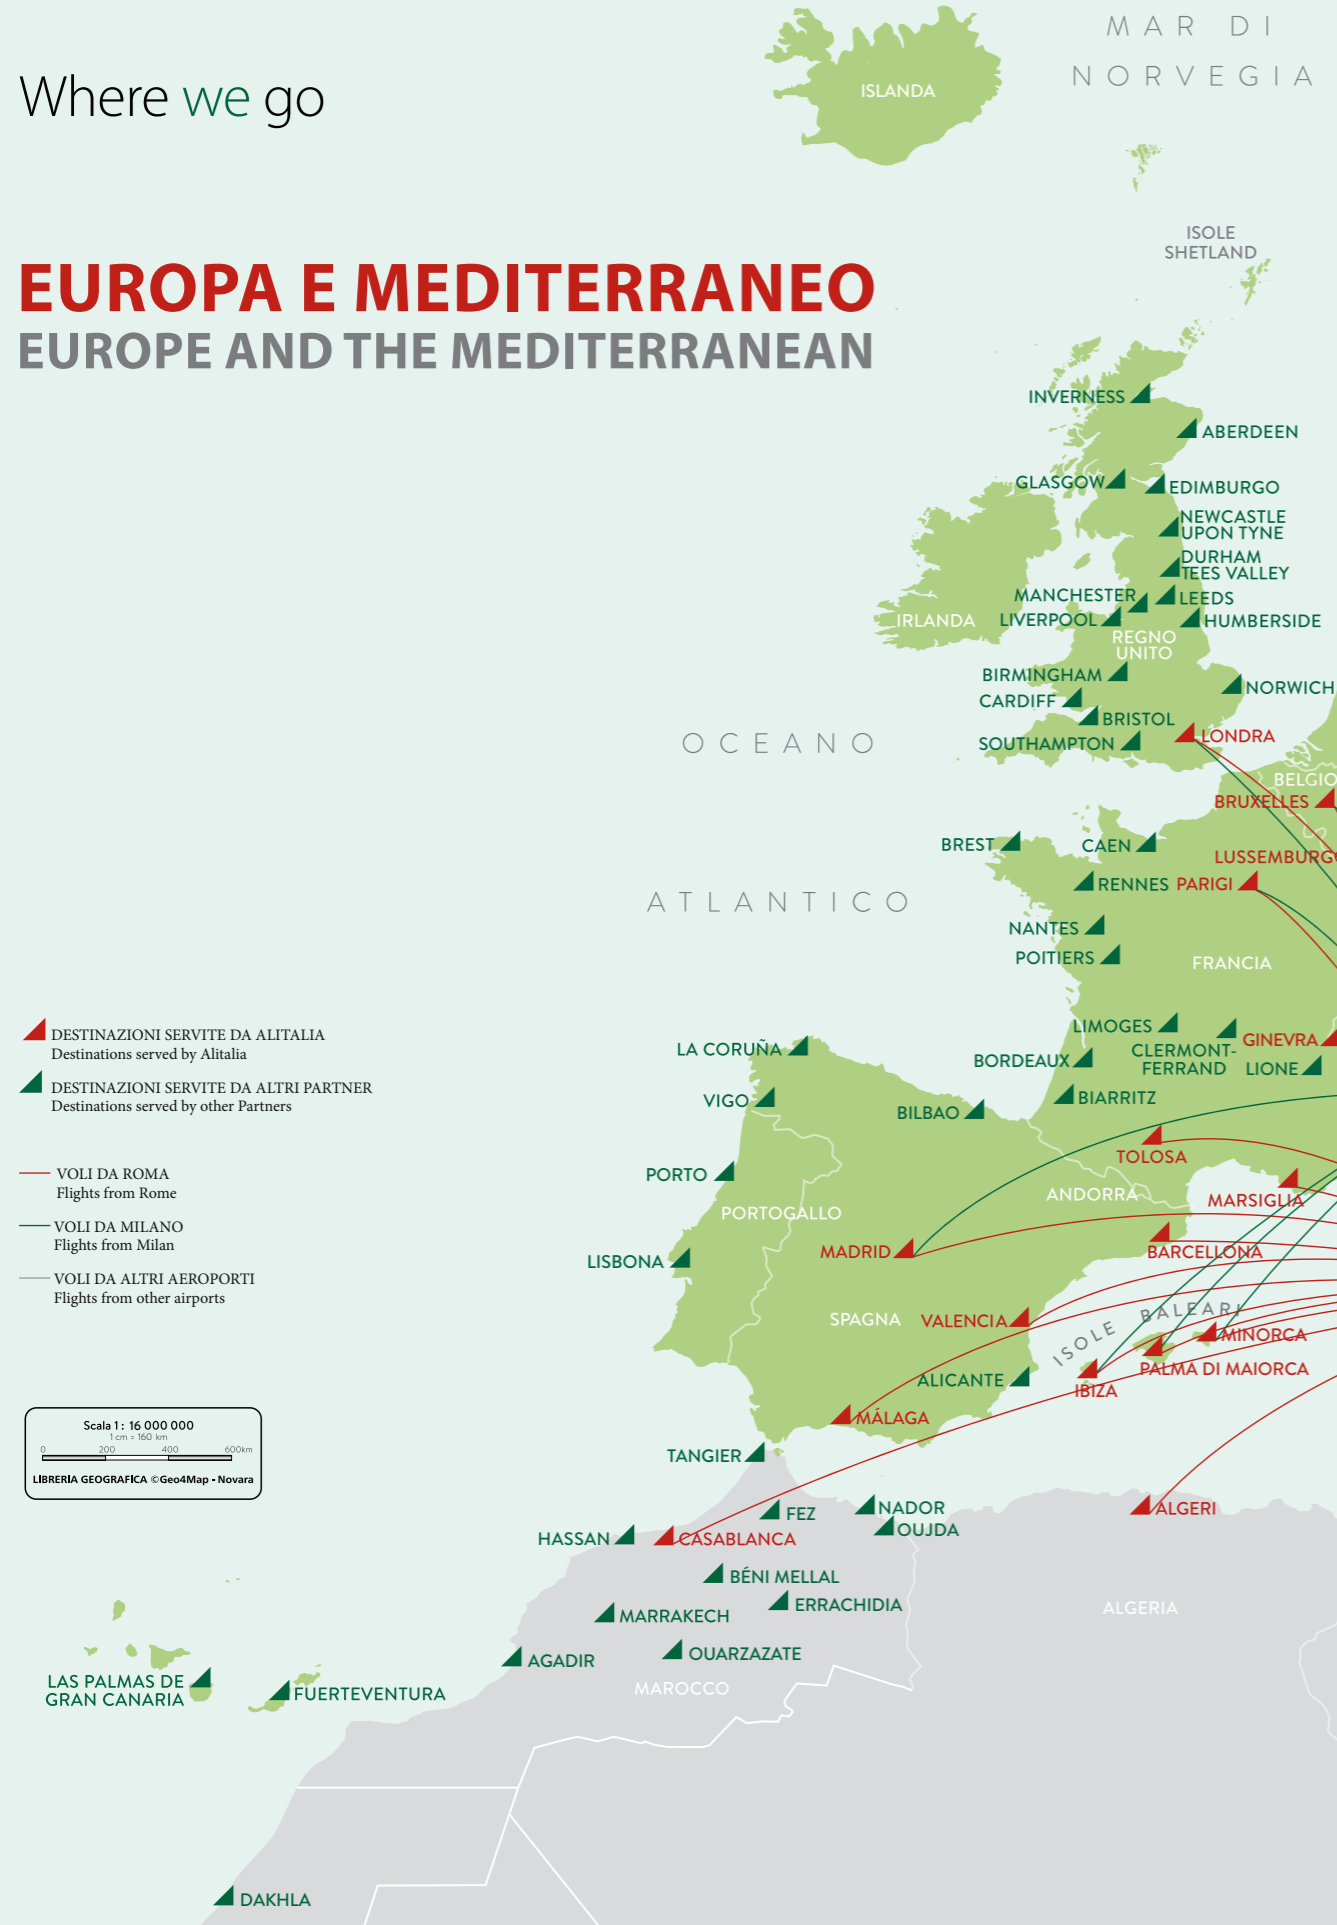 MAR DI
NORVEGIA
ISLANDA
Where we go
ISOLE
SHETLAND
EUROPA E MEDITERRANEO
EUROPE AND THE MEDITERRANEAN
INVERNESS
ABERDEEN
GLASGOW
EDIMBURGO
NEWCASTLE
UPON TYNE
DURHAM
TEES VALLEY
MANCHESTER
LEEDS
IRLANDA
LIVERPOOL
HUMBERSIDE
REGNO
UNITO
BIRMINGHAM
NORWICH
CARDIFF
BRISTOL
OCEANO
SOUTHAMPTON
LONDRA
BELGIO
BRUXELLES
BREST
CAEN
LUSSEMBURGO
RENNES
PARIGI
ATLANTICO
NANTES
POITIERS
FRANCIA
LIMOGES
CLERMONT-
FERRAND
GINEVRA
LIONE
LA CORUÑA
BORDEAUX
VIGO
BILBAO
BIARRITZ
TOLOSA
PORTO
ANDORRA
MARSIGLIA
PORTOGALLO
MADRID
BARCELLONA
LISBONA
SPAGNA
VALENCIA
ISOLE BALEARI
MINORCA
PALMA DI MAIORCA
IBIZA
ALICANTE
MÁLAGA
DESTINAZIONI SERVITE DA ALITALIA
Destinations served by Alitalia
DESTINAZIONI SERVITE DA ALTRI PARTNER
Destinations served by other Partners
VOLI DA ROMA
Flights from Rome
VOLI DA MILANO
Flights from Milan
VOLI DA ALTRI AEROPORTI
Flights from other airports
Scala 1 : 16 000 000
1 cm = 160 km
0 200 400 600km
LIBRERIA GEOGRAFICA ©Geo4Map - Novara
TANGIER
FEZ
NADOR
OUJDA
ALGERI
HASSAN
CASABLANCA
BÉNI MELLAL
ERRACHIDIA
ALGERIA
MARRAKECH
OUARZAZATE
AGADIR
MAROCCO
LAS PALMAS DE
GRAN CANARIA
FUERTEVENTURA
DAKHLA